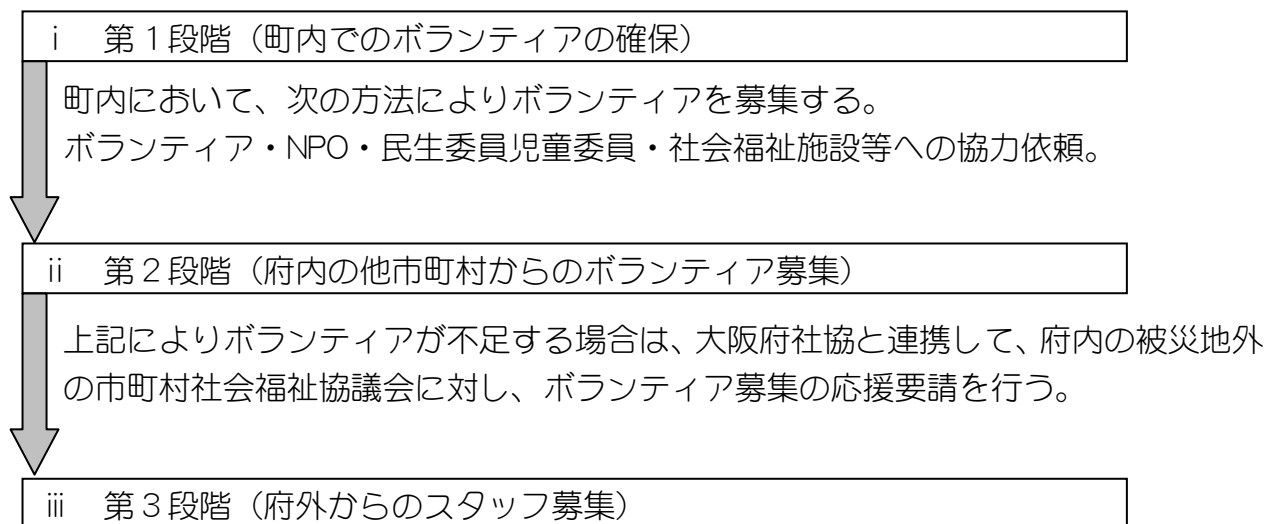 ⅰ 第1段階（町内でのボランティアの確保）
町内において、次の方法によりボランティアを募集する。
ボランティア・NPO・民生委員児童委員・社会福祉施設等への協力依頼。
ⅱ 第2段階（府内の他市町村からのボランティア募集）
上記によりボランティアが不足する場合は、大阪府社協と連携して、府内の被災地外
の市町村社会福祉協議会に対し、ボランティア募集の応援要請を行う。
ⅲ 第3段階（府外からのスタッフ募集）